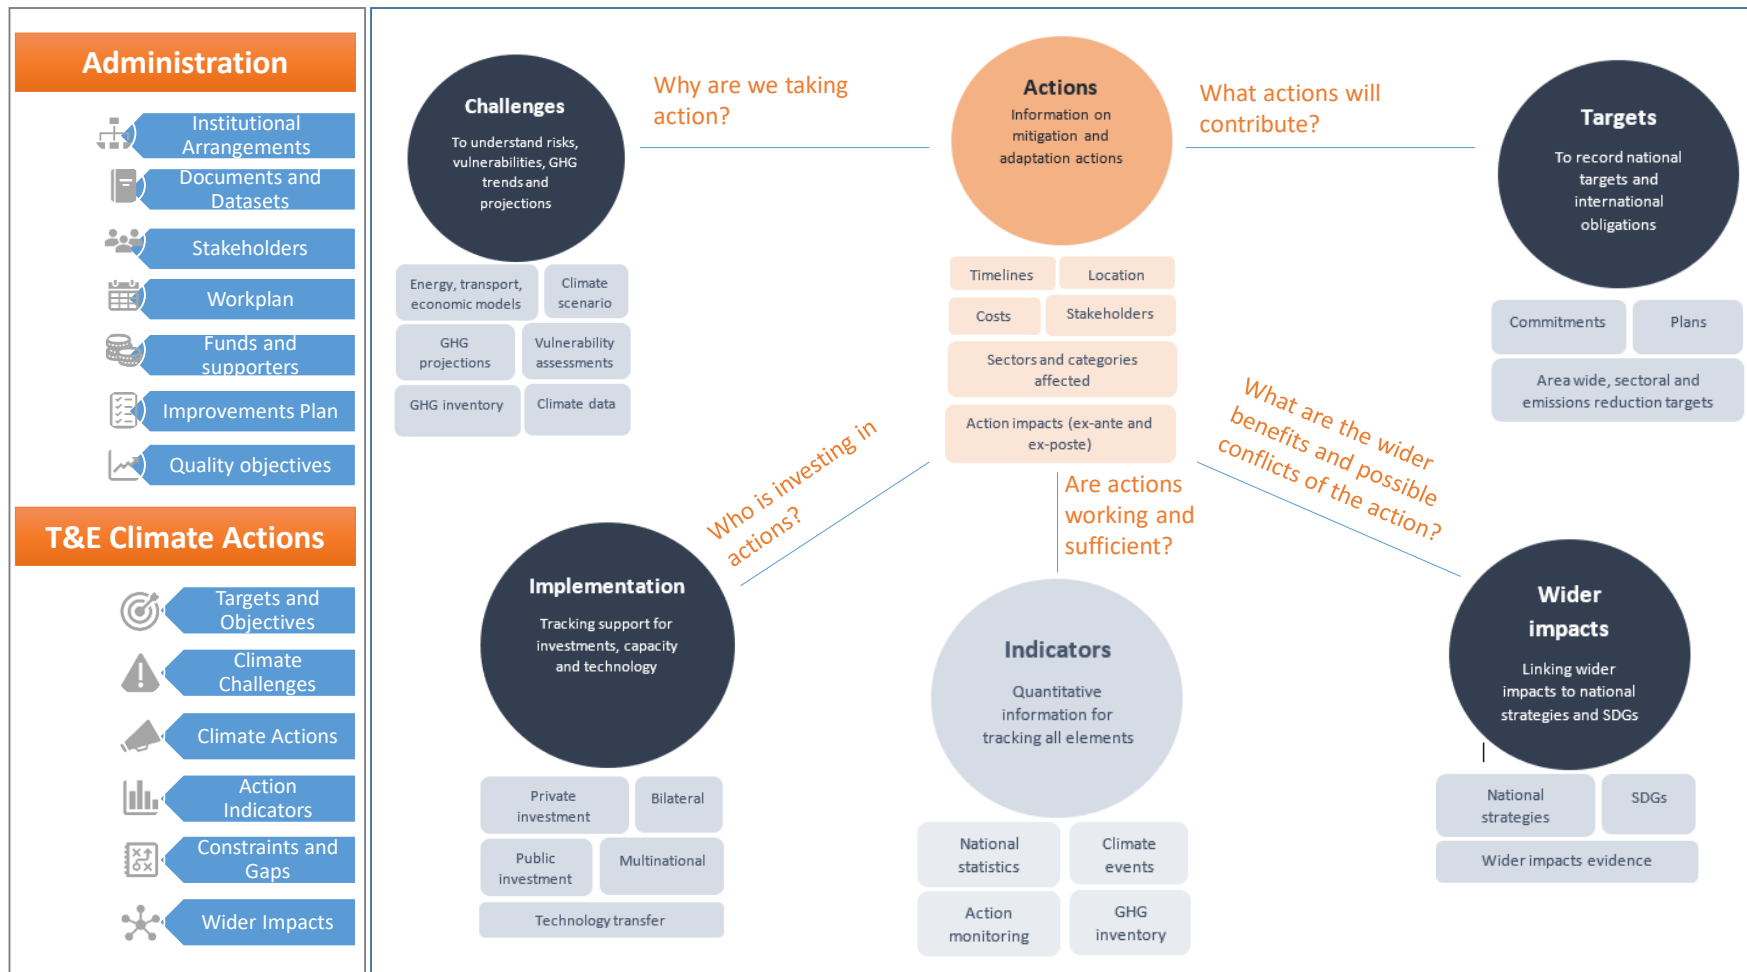 Administration
Institutional
Arrangements
Documents and
Datasets
Stakeholders
Workplan
Funds and
supporters
Improvements Plan
Quality objectives
T&E Climate Actions
Targets and
Objectives
Climate
Challenges
Climate Actions
Action
Indicators
Constraints and
Gaps
Wider Impacts
Challenges
To understand risks,
vulnerabilities, GHG
trends and
projections
Energy, transport,
economic models
Climate
scenario
GHG
projections
Vulnerability
assessments
GHG inventory
Climate data
Why are we taking
action?
Actions
Information on
mitigation and
adaptation actions
Timelines
Location
Costs
Stakeholders
Sectors and categories
affected
Action impacts (ex-ante and
ex-poste)
What actions will
contribute?
Targets
To record national
targets and
international
obligations
Commitments
Plans
Area wide, sectoral and
emissions reduction targets
Who is investing in
actions?
Implementation
Tracking support for
investments, capacity
and technology
Private
investment
Bilateral
Public
investment
Multinational
Technology transfer
Are actions
working and
sufficient?
Indicators
Quantitative
information for
tracking all elements
National
statistics
Climate
events
Action
monitoring
GHG
inventory
What are the wider
benefits and possible
conflicts of the action?
Wider
impacts
Linking wider
impacts to national
strategies and SDGs
National
strategies
SDGs
Wider impacts evidence